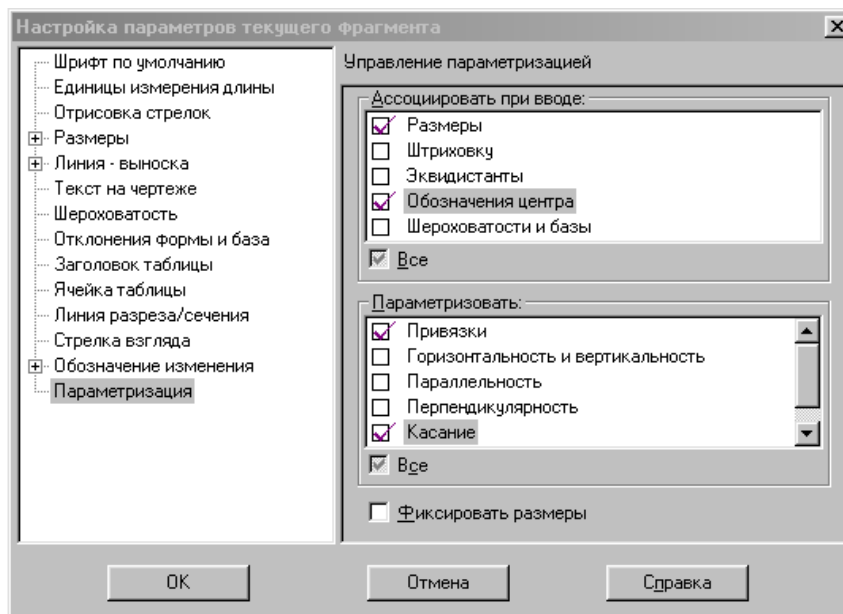 Настройка параметров текущего фрагмента
Шрифт по умолчанию
Единицы измерения длины
Отрисовка стрелок
Размеры
Линия - выноска
Текст на чертеже
Шероховатость
Отклонения формы и база
Заголовок таблицы
Ячейка таблицы
Линия разреза/сечения
Стрелка взгляда
Обозначение изменения
Параметризация
Управление параметризацией
Ассоциировать при вводе:
Размеры
Штриховку
Эквидистанты
Обозначения центра
Шероховатости и базы
Все
Параметризовать:
Привязки
Горизонтальность и вертикальность
Параллельность
Перпендикулярность
Касание
Все
Фиксировать размеры
OK
Отмена
Справка